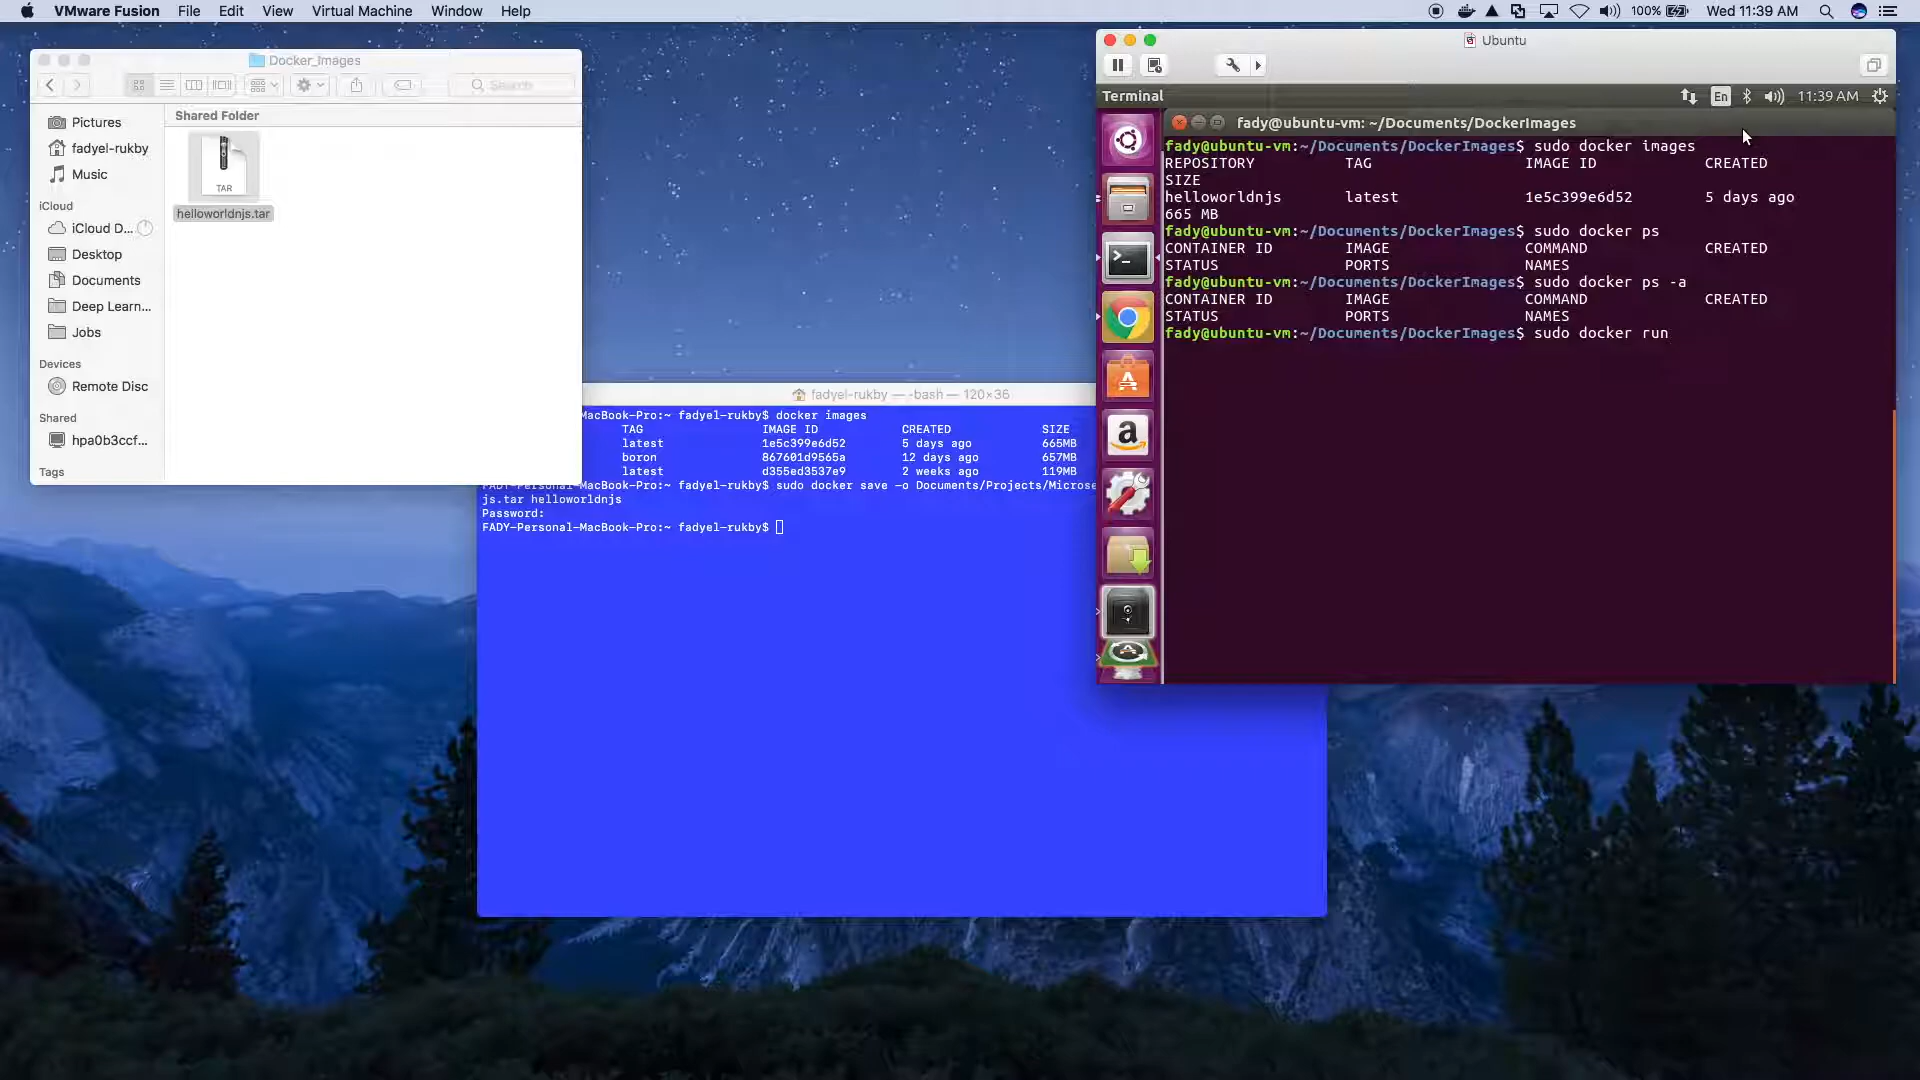 VMware Fusion File Edit View Virtual Machine Window Help
100% Wed 11:39 AM
Docker_Images
Search
Shared Folder
Pictures
fadyel-rukby
Music
iCloud
iCloud D...
Desktop
Documents
Deep Learn...
Jobs
Devices
Remote Disc
Shared
hpa0b3ccf...
Tags
TAR
helloworldnjs.tar
fadyel-rukby — -bash — 120×36
MacBook-Pro:~ fadyel-rukby$ docker images
TAG IMAGE ID CREATED SIZE
latest 1e5c399e6d52 5 days ago 665MB
boron 867601d9565a 12 days ago 657MB
latest d355ed3537e9 2 weeks ago 119MB
FADY-Personal-MacBook-Pro:~ fadyel-rukby$ sudo docker save -o Documents/Projects/Microse
js.tar helloworldnjs
Password:
FADY-Personal-MacBook-Pro:~ fadyel-rukby$
Ubuntu
Terminal
En 11:39 AM
fady@ubuntu-vm: ~/Documents/DockerImages
fady@ubuntu-vm:~/Documents/DockerImages$ sudo docker images
REPOSITORY TAG IMAGE ID CREATED
SIZE
helloworldnjs latest 1e5c399e6d52 5 days ago
665 MB
fady@ubuntu-vm:~/Documents/DockerImages$ sudo docker ps
CONTAINER ID IMAGE COMMAND CREATED
STATUS PORTS NAMES
fady@ubuntu-vm:~/Documents/DockerImages$ sudo docker ps -a
CONTAINER ID IMAGE COMMAND CREATED
STATUS PORTS NAMES
fady@ubuntu-vm:~/Documents/DockerImages$ sudo docker run